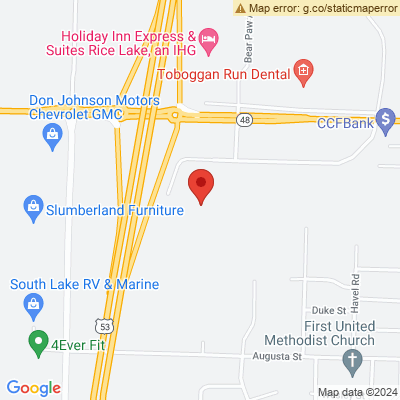 Map error: g.co/staticmaperror
Holiday Inn Express &
Suites Rice Lake, an IHG
Bear Paw A
Toboggan Run Dental
Don Johnson Motors
Chevrolet GMC
48
CCFBank
$
Slumberland Furniture
South Lake RV & Marine
Havel Rd
Duke St
53
First United
Methodist Church
4Ever Fit
Augusta St
Google
Map data ©2024